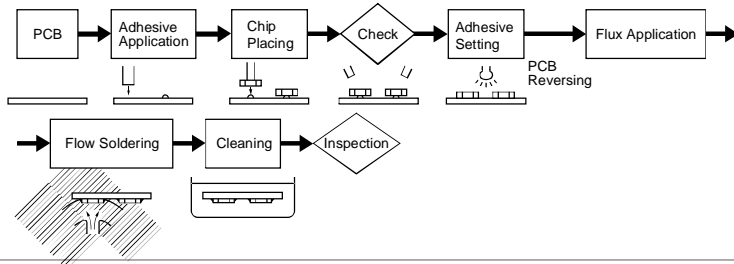 PCB
Adhesive
Application
Chip
Placing
Check
Adhesive
Setting
Flux Application
PCB
Reversing
Flow Soldering
Cleaning
Inspection